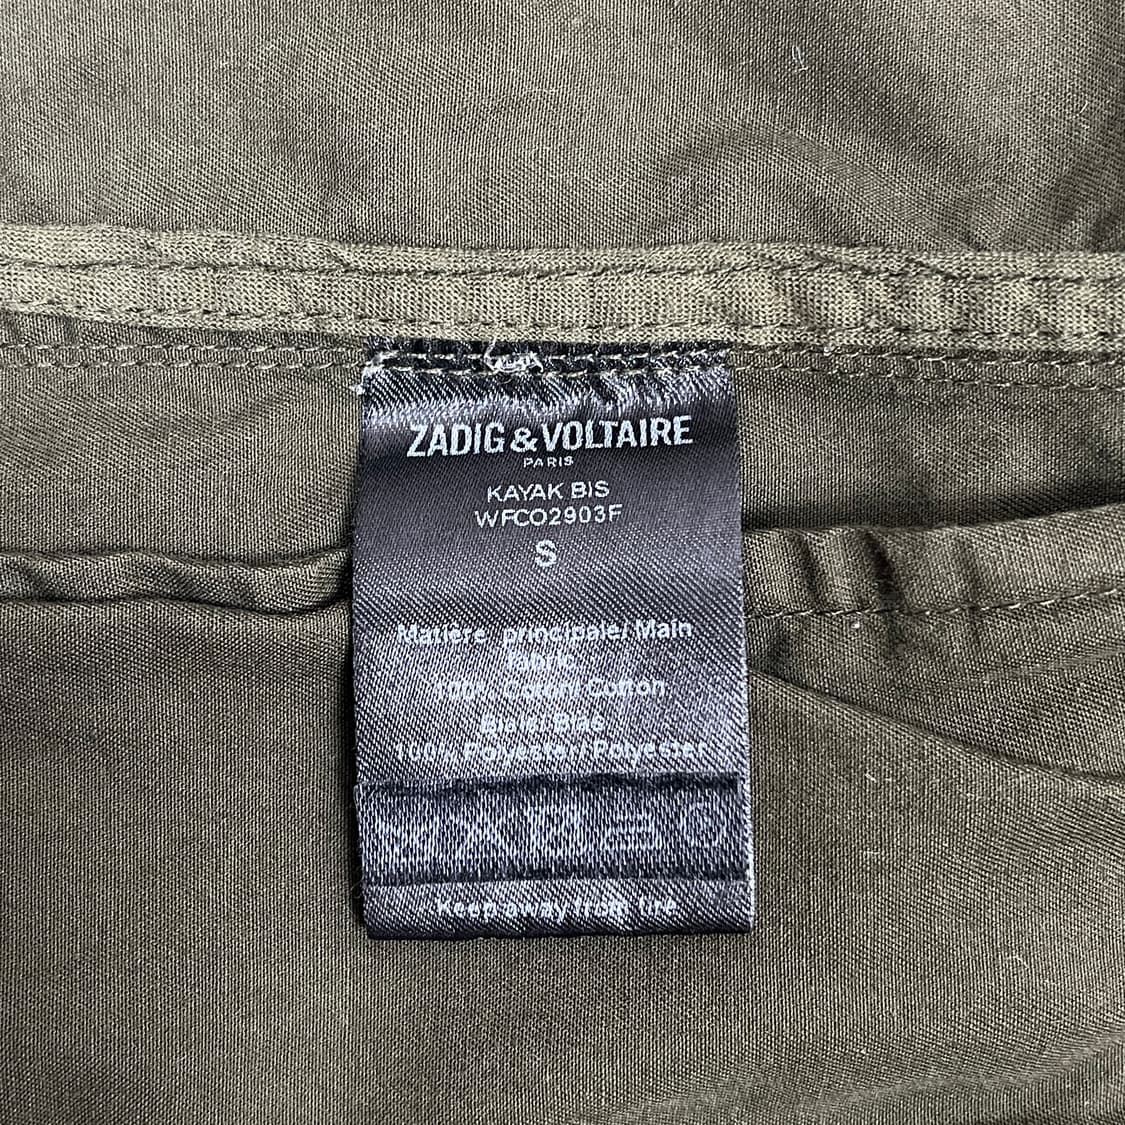 ZADIG & VOLTAIRE
PARIS
KAYAK BIS
WFCO2903F
S
Matière principale/ Main
fabric
100% Coton/ Cotton
Biais/ Bias
100% Polyester/ Polyester
Keep away from fire